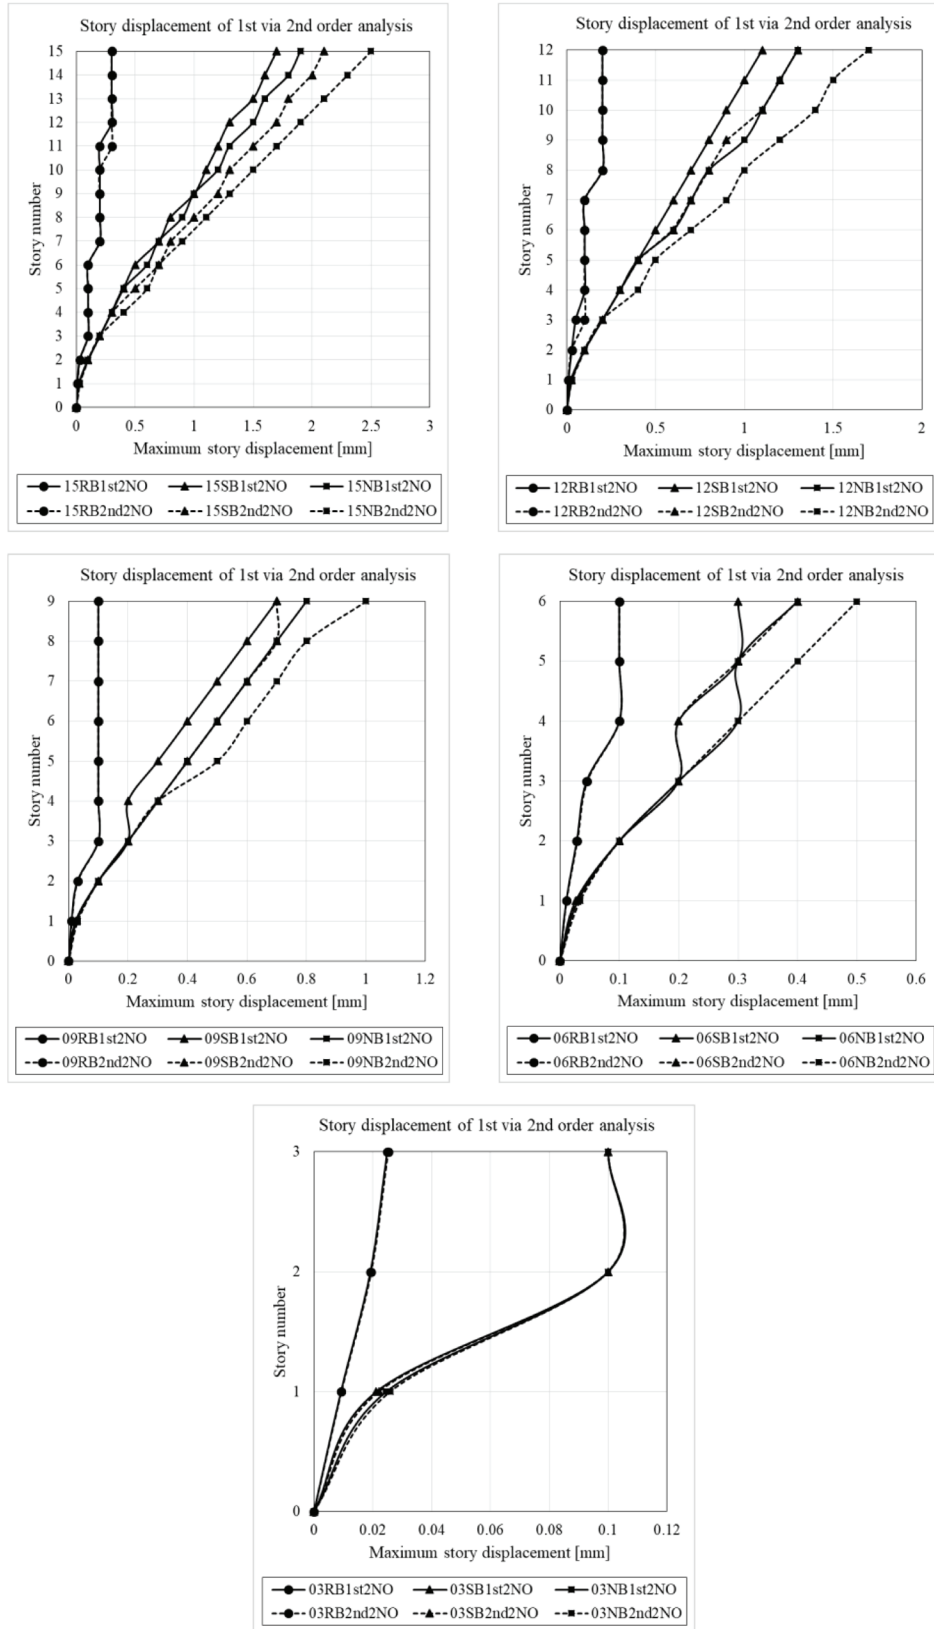 Story displacement of 1st via 2nd order analysis
15
14
13
12
11
10
9
8
7
6
5
4
3
2
1
0
Story number
0 0.5 1 1.5 2 2.5 3
Maximum story displacement [mm]
15RB1st2NO 15SB1st2NO 15NB1st2NO
15RB2nd2NO 15SB2nd2NO 15NB2nd2NO
Story displacement of 1st via 2nd order analysis
12
11
10
9
8
7
6
5
4
3
2
1
0
Story number
0 0.5 1 1.5 2
Maximum story displacement [mm]
12RB1st2NO 12SB1st2NO 12NB1st2NO
12RB2nd2NO 12SB2nd2NO 12NB2nd2NO
Story displacement of 1st via 2nd order analysis
9
8
7
6
5
4
3
2
1
0
Story number
0 0.2 0.4 0.6 0.8 1 1.2
Maximum story displacement [mm]
09RB1st2NO 09SB1st2NO 09NB1st2NO
09RB2nd2NO 09SB2nd2NO 09NB2nd2NO
Story displacement of 1st via 2nd order analysis
6
5
4
3
2
1
0
Story number
0 0.1 0.2 0.3 0.4 0.5 0.6
Maximum story displacement [mm]
06RB1st2NO 06SB1st2NO 06NB1st2NO
06RB2nd2NO 06SB2nd2NO 06NB2nd2NO
Story displacement of 1st via 2nd order analysis
3
2
1
0
Story number
0 0.02 0.04 0.06 0.08 0.1 0.12
Maximum story displacement [mm]
03RB1st2NO 03SB1st2NO 03NB1st2NO
03RB2nd2NO 03SB2nd2NO 03NB2nd2NO